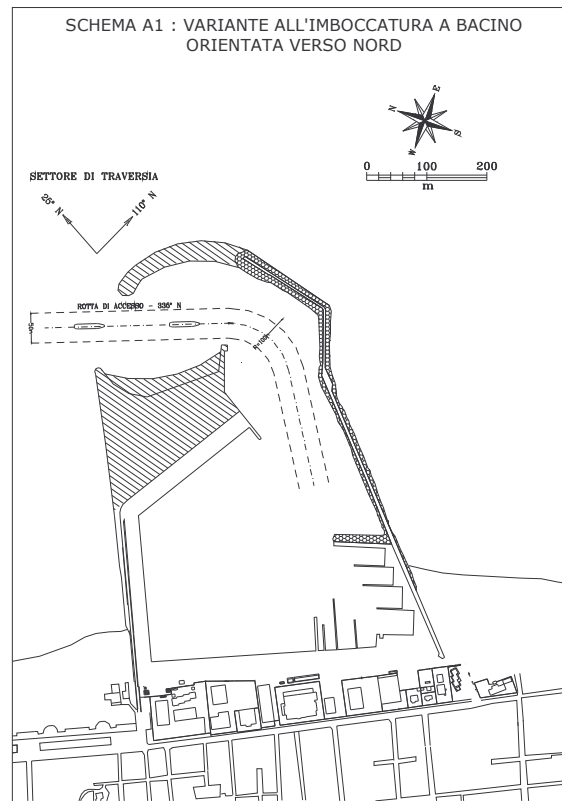 SCHEMA A1 : VARIANTE ALL'IMBOCCATURA A BACINO
ORIENTATA VERSO NORD
N
E
S
W
0 100 200
m
SETTORE DI TRAVERSIA
25° N
110° N
ROTTA DI ACCESSO - 336° N
50